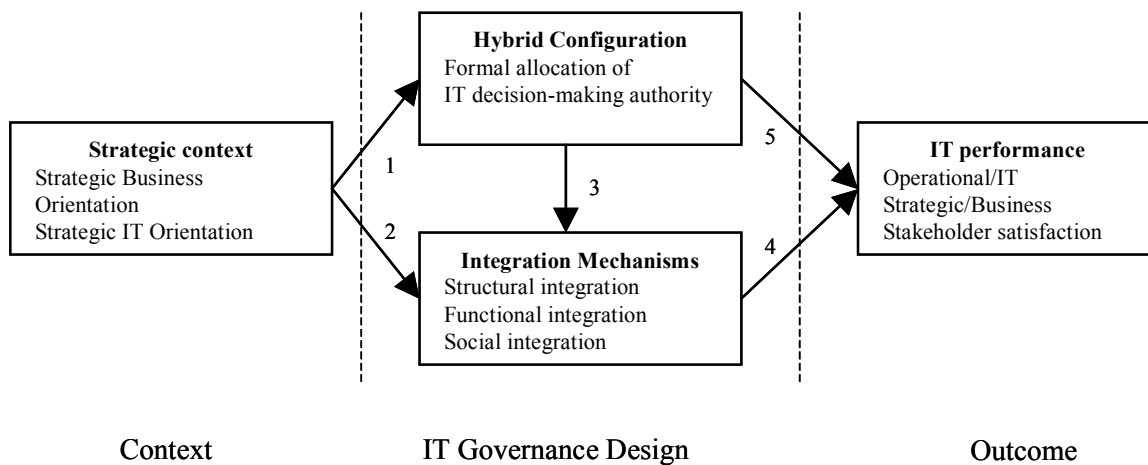 Hybrid Configuration
Formal allocation of
IT decision-making authority
Strategic context
Strategic Business
Orientation
Strategic IT Orientation
1
2
3
5
4
IT performance
Operational/IT
Strategic/Business
Stakeholder satisfaction
Integration Mechanisms
Structural integration
Functional integration
Social integration
Context
IT Governance Design
Outcome